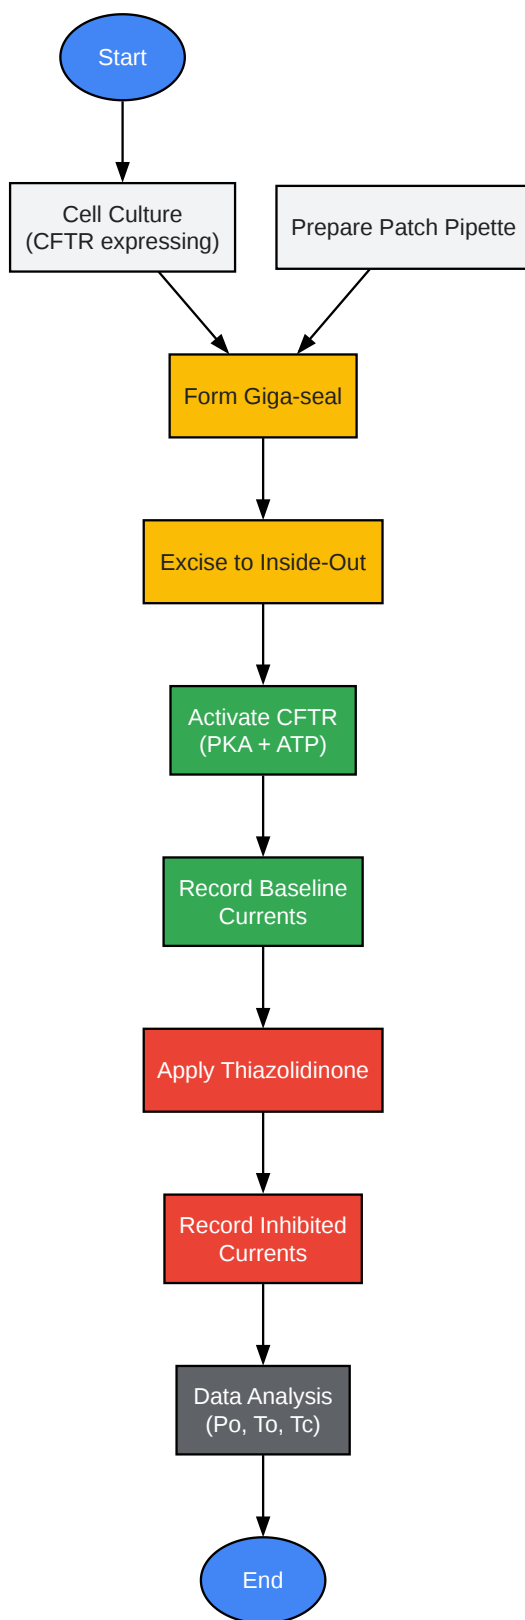 Start
Cell Culture
(CFTR expressing)
Prepare Patch Pipette
Form Giga-seal
Excise to Inside-Out
Activate CFTR
(PKA + ATP)
Record Baseline
Currents
Apply Thiazolidinone
Record Inhibited
Currents
Data Analysis
(Po, To, Tc)
End